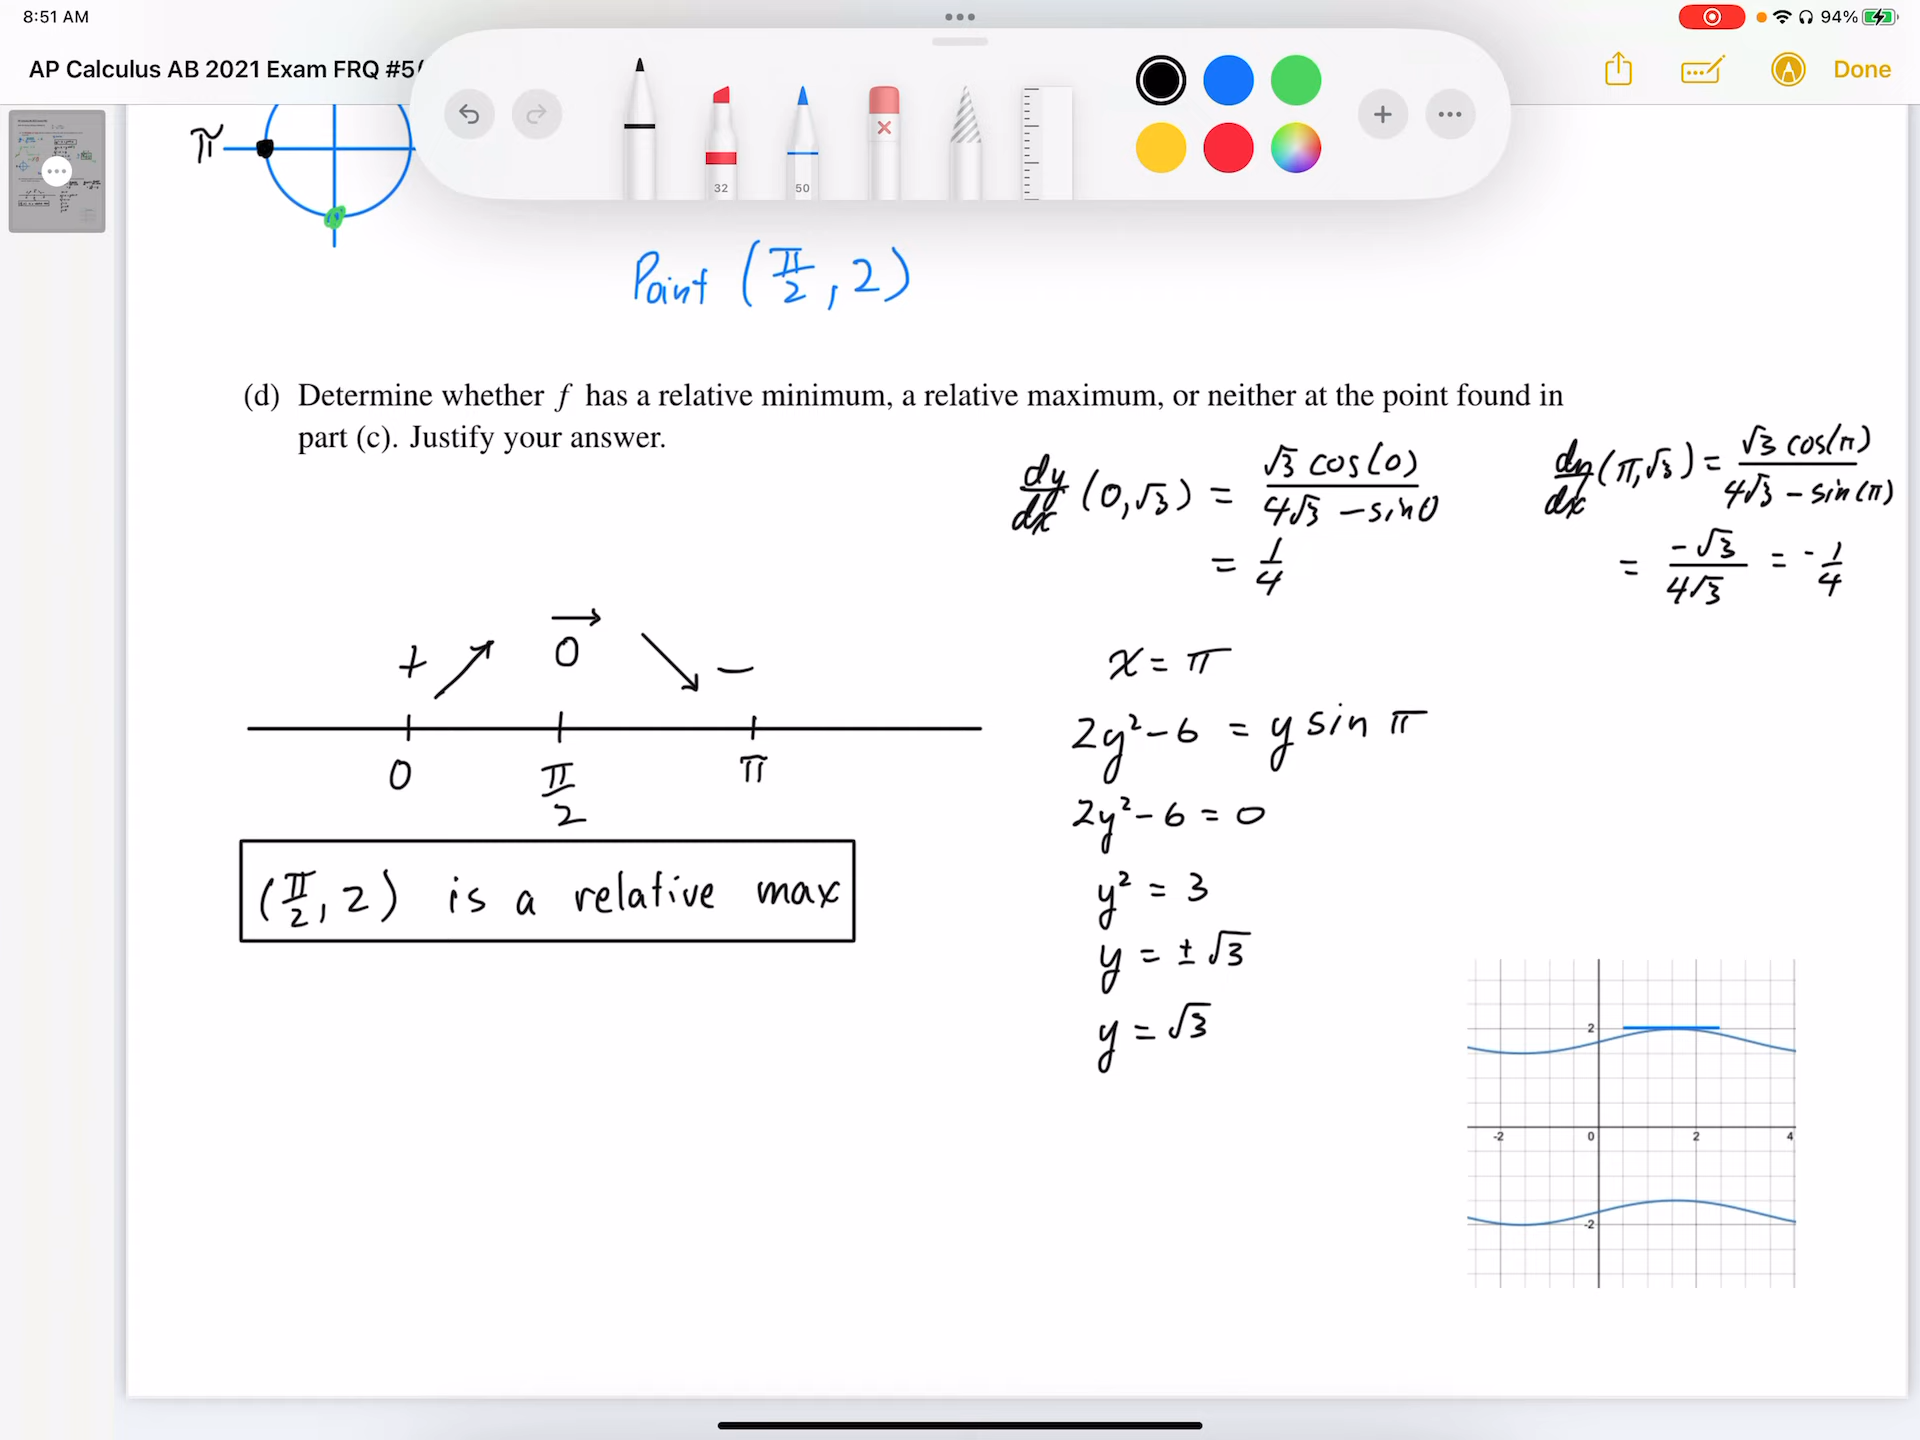 8:51 AM
94%
AP Calculus AB 2021 Exam FRQ #5(
Done
32
50
π
Point (π/2, 2)
(d) Determine whether f has a relative minimum, a relative maximum, or neither at the point found in
part (c). Justify your answer.
dy/dx (0,√3) = √3 cos(0) / 4√3 − sin 0
= 1/4
dy/dx (π,√3) = √3 cos(π) / 4√3 − sin(π)
= −√3 / 4√3 = −1/4
+ 0 −
0 π/2 π
(π/2, 2) is a relative max
x = π
2y² − 6 = y sin π
2y² − 6 = 0
y² = 3
y = ± √3
y = √3
2
-2 0 2 4
-2